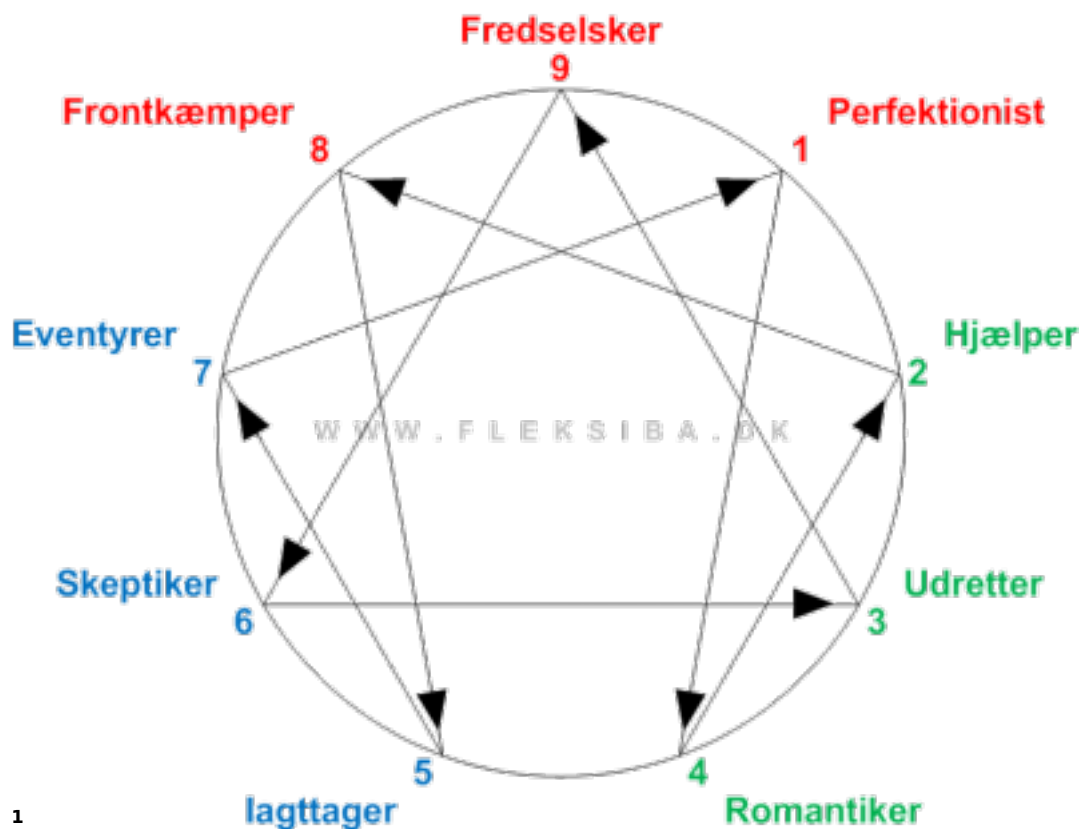 Fredselsker
9
Frontkæmper
8
Perfektionist
1
Eventyrer
7
Hjælper
2
WWW.FLEKSIBA.DK
Skeptiker
6
Udretter
3
5
Iagttager
4
Romantiker
1